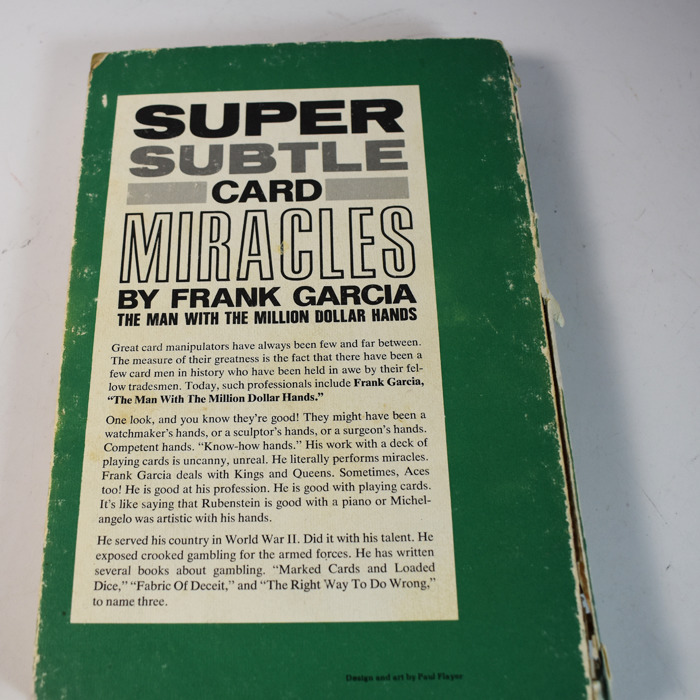 SUPER
SUBTLE
CARD
MIRACLES
BY FRANK GARCIA
THE MAN WITH THE MILLION DOLLAR HANDS
Great card manipulators have always been few and far between.
The measure of their greatness is the fact that there have been a
few card men in history who have been held in awe by their fel-
low tradesmen. Today, such professionals include Frank Garcia,
“The Man With The Million Dollar Hands.”
One look, and you know they’re good! They might have been a
watchmaker’s hands, or a sculptor’s hands, or a surgeon’s hands.
Competent hands. “Know-how hands.” His work with a deck of
playing cards is uncanny, unreal. He literally performs miracles.
Frank Garcia deals with Kings and Queens. Sometimes, Aces
too! He is good at his profession. He is good with playing cards.
It’s like saying that Rubenstein is good with a piano or Michel-
angelo was artistic with his hands.
He served his country in World War II. Did it with his talent. He
exposed crooked gambling for the armed forces. He has written
several books about gambling. “Marked Cards and Loaded
Dice,” “Fabric Of Deceit,” and “The Right Way To Do Wrong,”
to name three.
Design and art by Paul Flayer